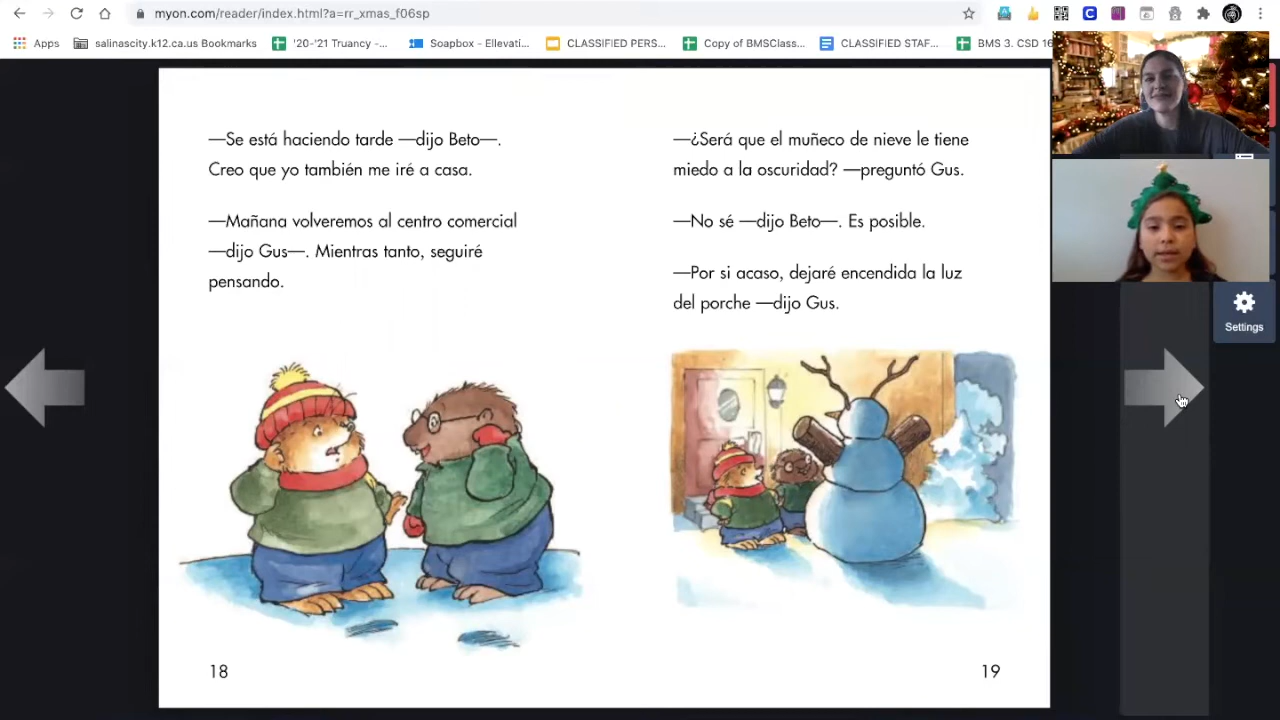 myon.com/reader/index.html?a=rr_xmas_f06sp
Apps salinascity.k12.ca.us Bookmarks '20-'21 Truancy -... Soapbox - Ellevati... CLASSIFIED PERS... Copy of BMSClass... CLASSIFIED STAF... BMS 3. CSD 16
—Se está haciendo tarde —dijo Beto—.
Creo que yo también me iré a casa.
—Mañana volveremos al centro comercial
—dijo Gus—. Mientras tanto, seguiré
pensando.
18
—¿Será que el muñeco de nieve le tiene
miedo a la oscuridad? —preguntó Gus.
—No sé —dijo Beto—. Es posible.
—Por si acaso, dejaré encendida la luz
del porche —dijo Gus.
19
Settings